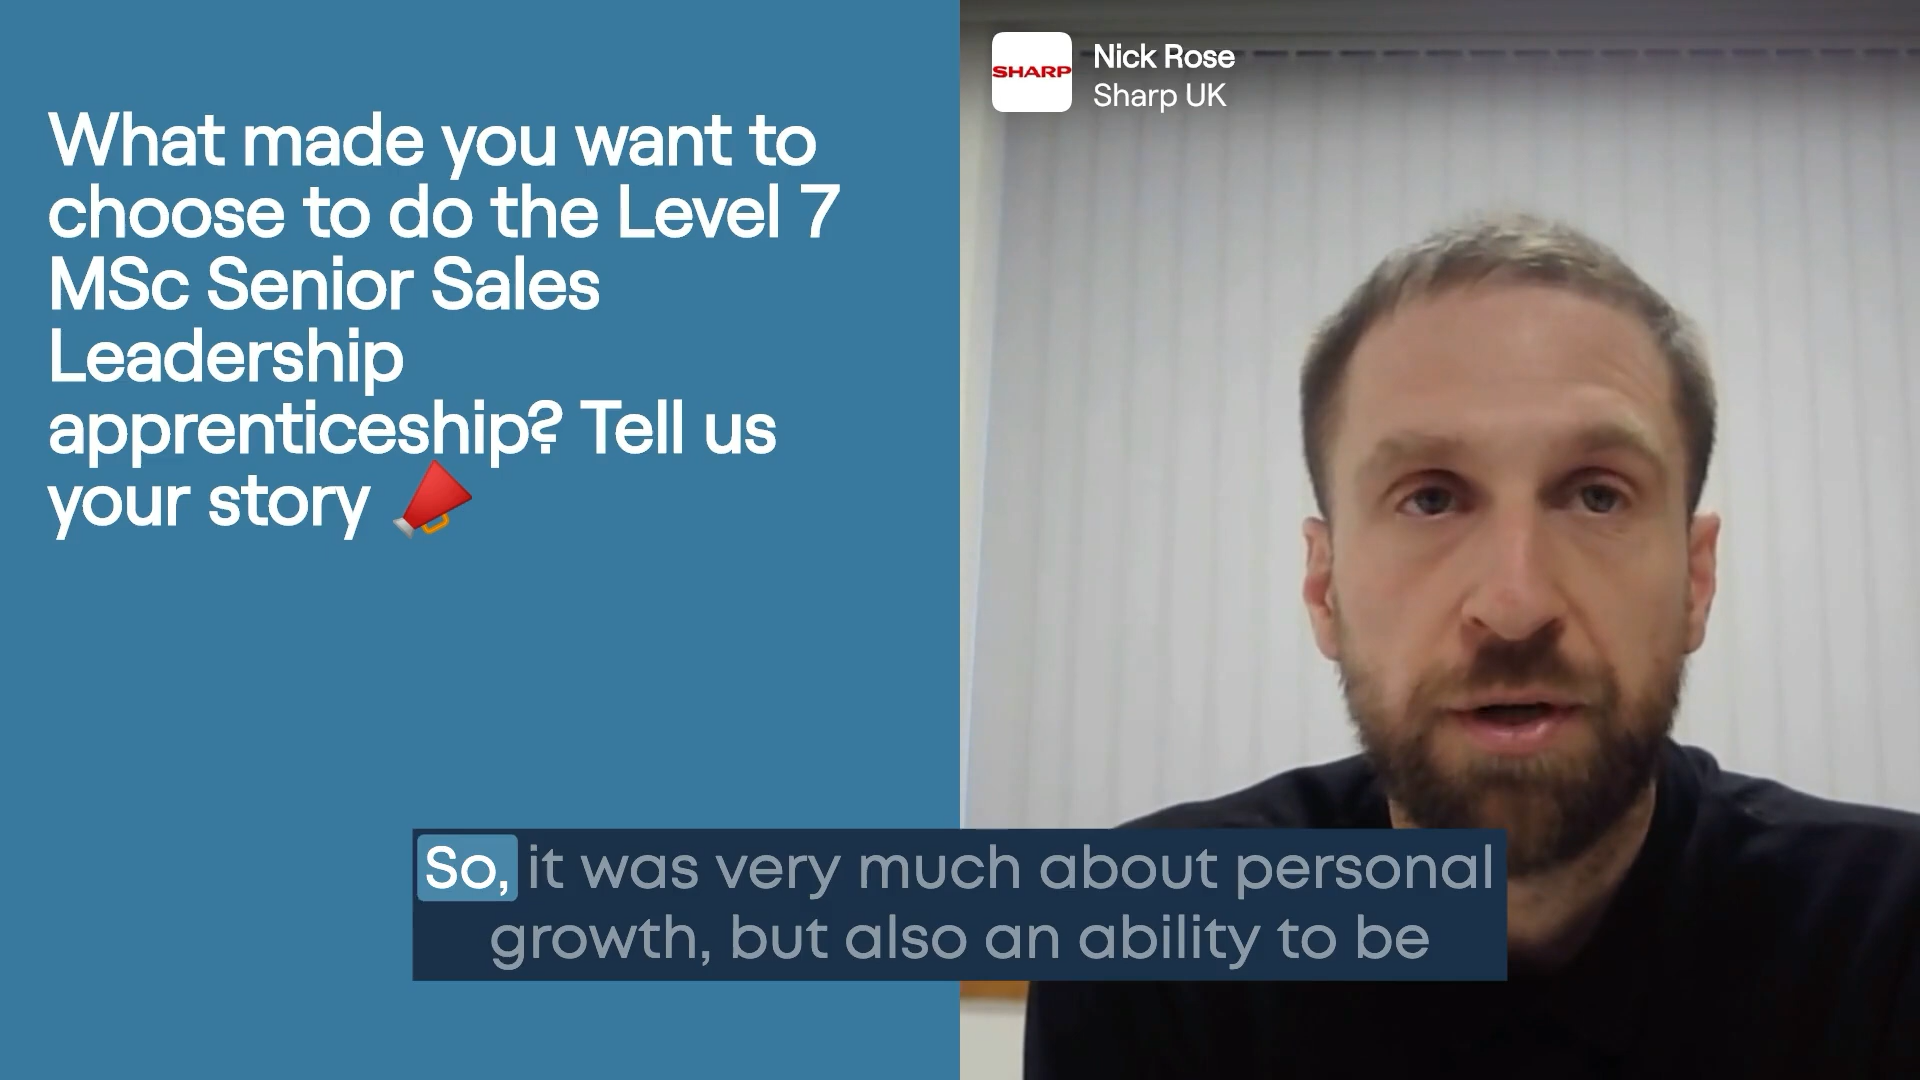 What made you want to
choose to do the Level 7
MSc Senior Sales
Leadership
apprenticeship? Tell us
your story
SHARP
Nick Rose
Sharp UK
So, it was very much about personal
growth, but also an ability to be